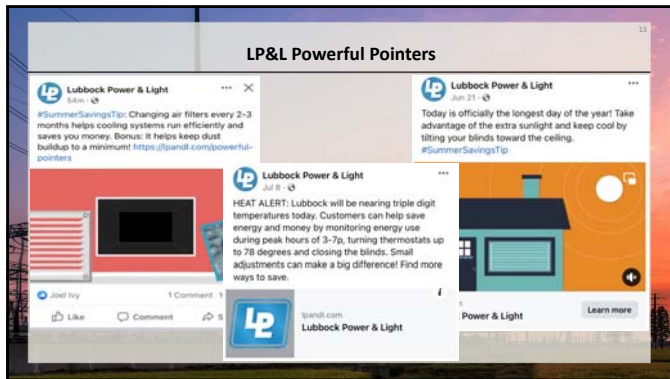 13
LP&L Powerful Pointers
Lubbock Power & Light
54m
#SummerSavingsTip: Changing air filters every 2-3
months helps cooling systems run efficiently and
saves you money. Bonus: It helps keep dust
buildup to a minimum! https://lpandl.com/powerful-
pointers
Joel Ivy
1 Comment
Like
Comment
Lubbock Power & Light
Jul 8
HEAT ALERT: Lubbock will be nearing triple digit
temperatures today. Customers can help save
energy and money by monitoring energy use
during peak hours of 3-7p, turning thermostats up
to 78 degrees and closing the blinds. Small
adjustments can make a big difference! Find more
ways to save.
LP
lpandl.com
Lubbock Power & Light
Lubbock Power & Light
Jun 21
Today is officially the longest day of the year! Take
advantage of the extra sunlight and keep cool by
tilting your blinds toward the ceiling.
#SummerSavingsTip
Power & Light
Learn more